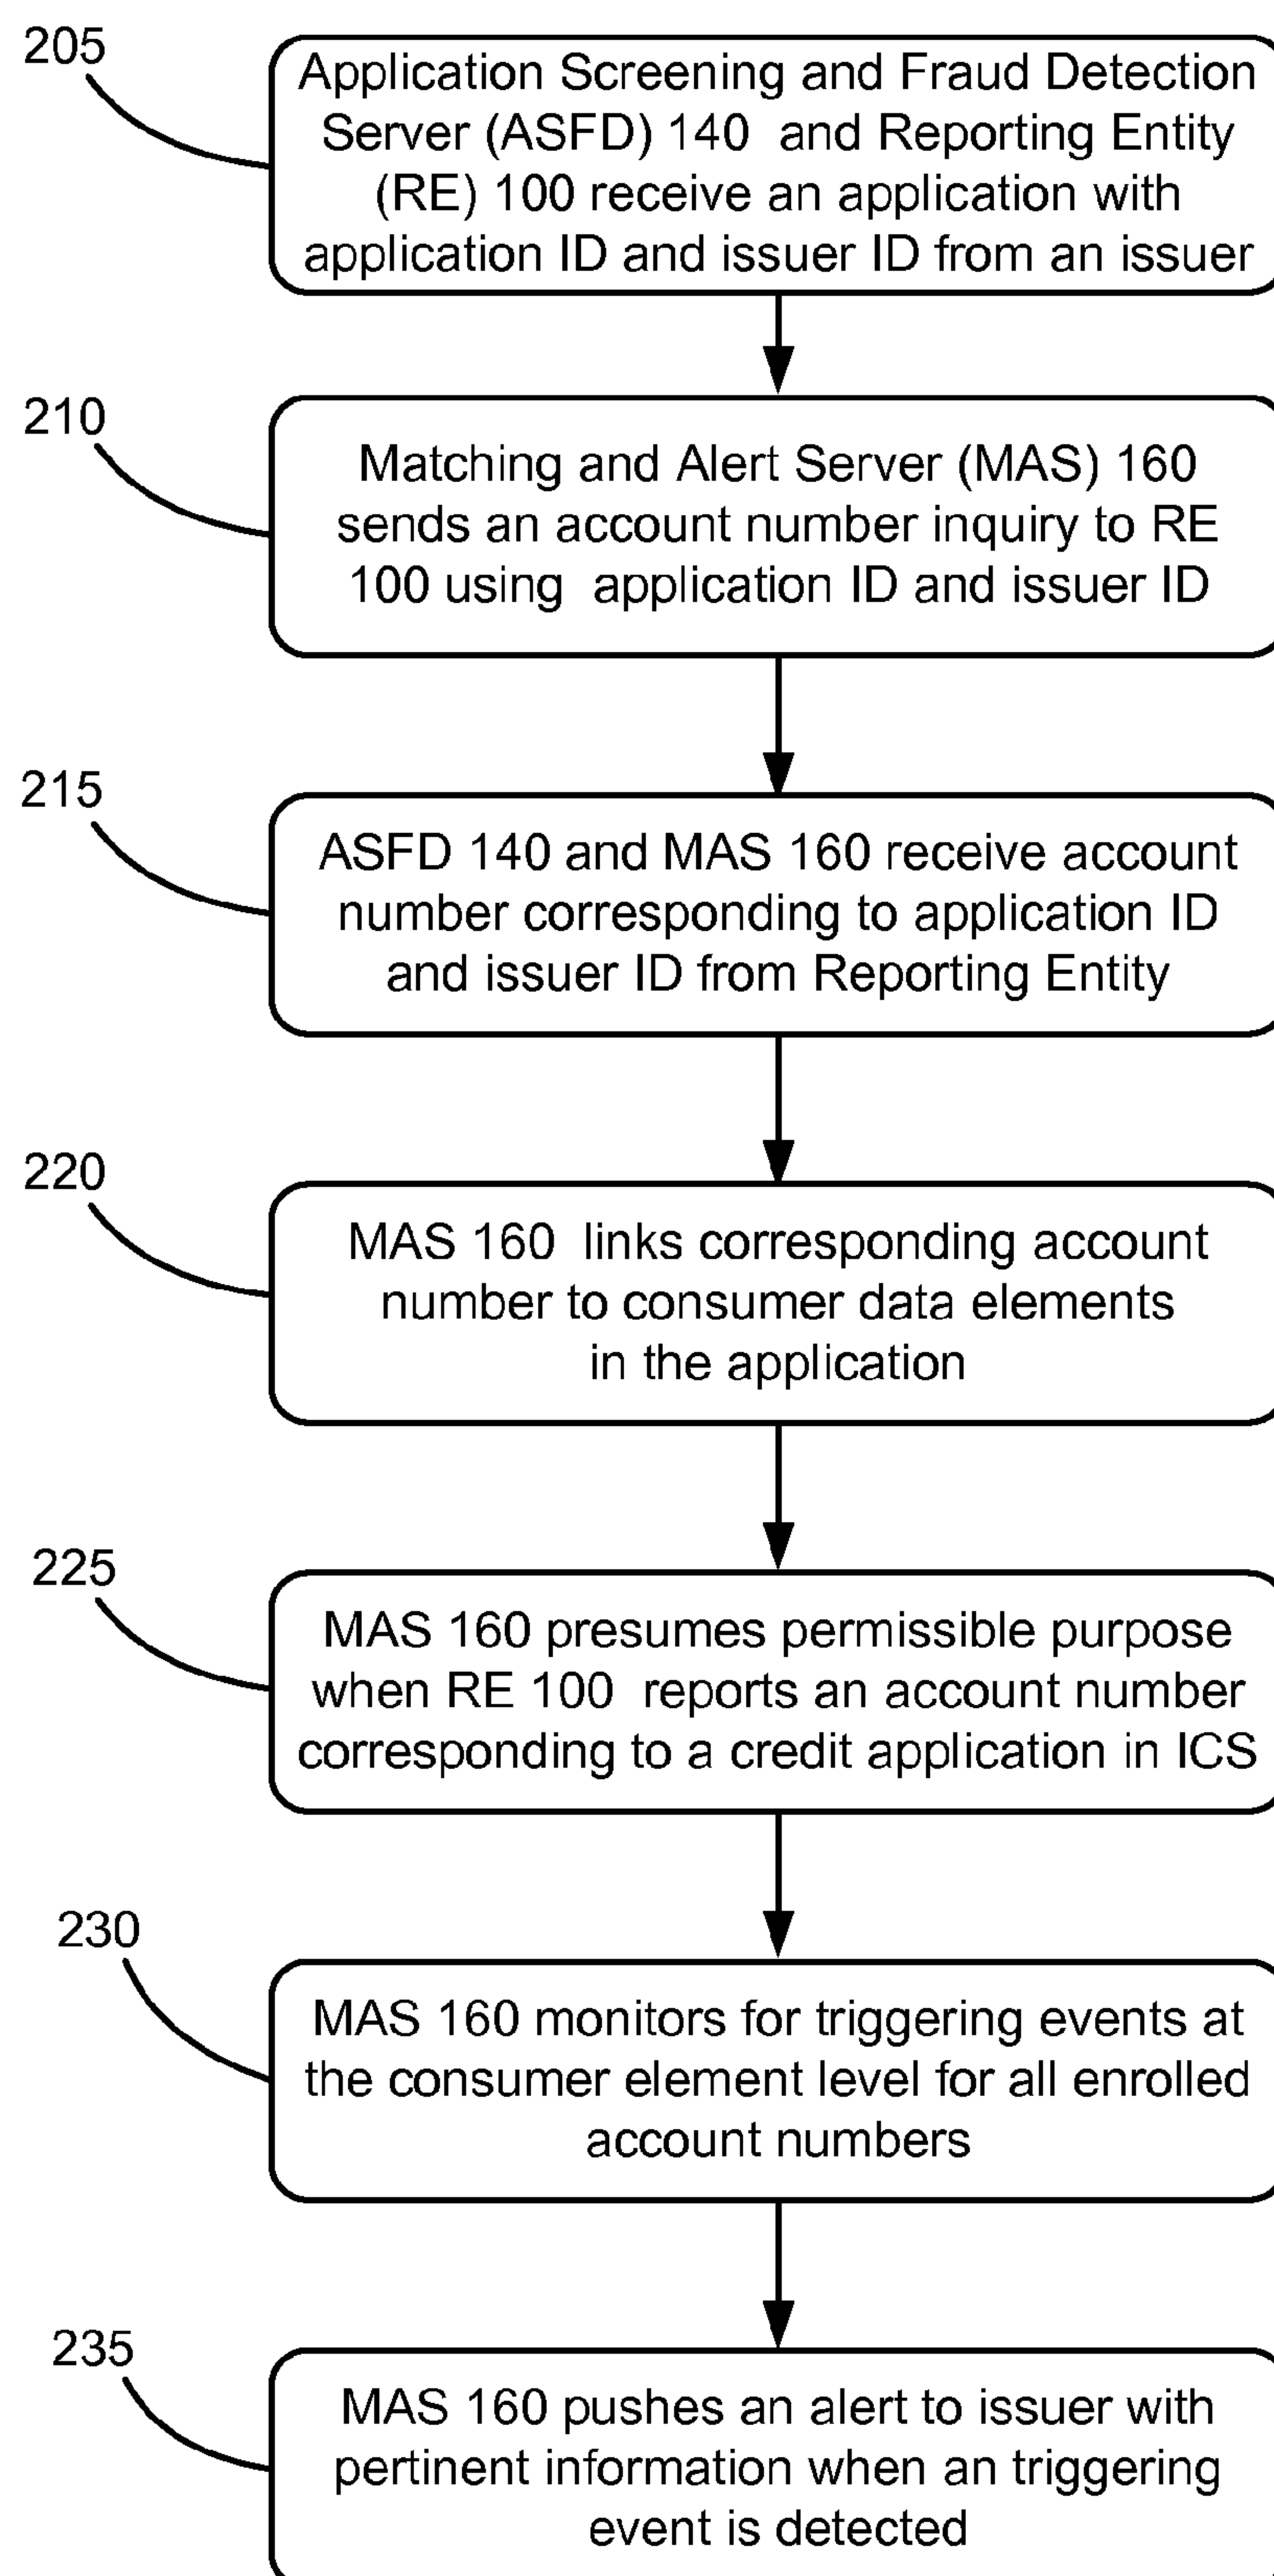 205
Application Screening and Fraud Detection
Server (ASFD) 140 and Reporting Entity
(RE) 100 receive an application with
application ID and issuer ID from an issuer
210
Matching and Alert Server (MAS) 160
sends an account number inquiry to RE
100 using application ID and issuer ID
215
ASFD 140 and MAS 160 receive account
number corresponding to application ID
and issuer ID from Reporting Entity
220
MAS 160 links corresponding account
number to consumer data elements
in the application
225
MAS 160 presumes permissible purpose
when RE 100 reports an account number
corresponding to a credit application in ICS
230
MAS 160 monitors for triggering events at
the consumer element level for all enrolled
account numbers
235
MAS 160 pushes an alert to issuer with
pertinent information when an triggering
event is detected